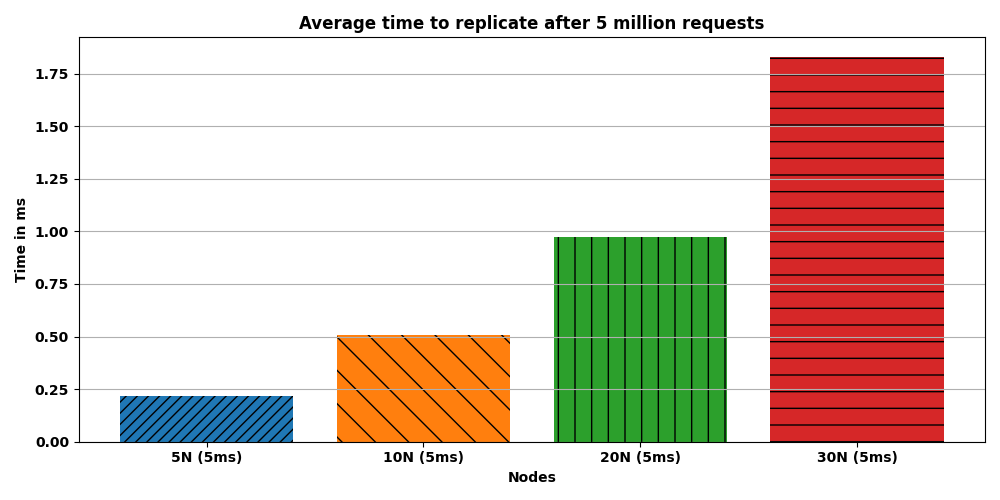 Average time to replicate after 5 million requests
1.75
1.50
1.25
1.00
0.75
0.50
0.25
0.00
Time in ms
5N (5ms) 10N (5ms) 20N (5ms) 30N (5ms)
Nodes